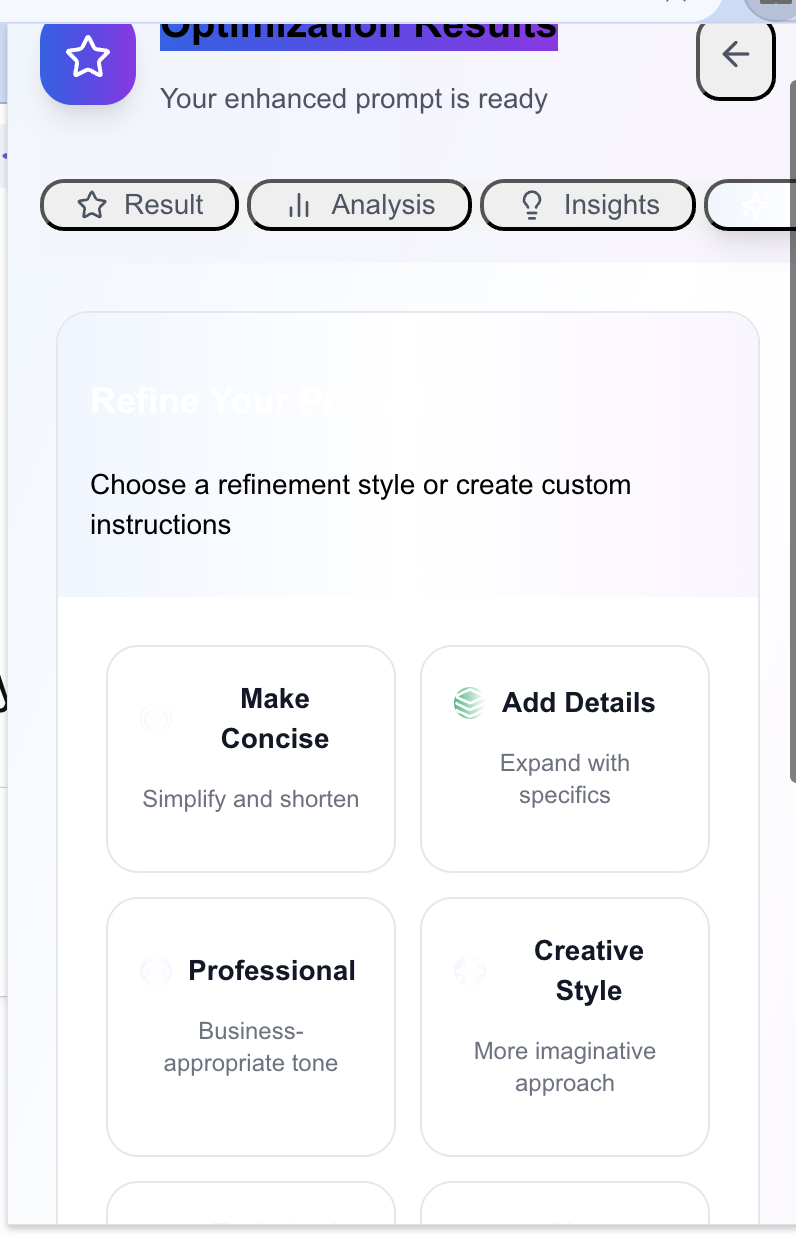 Optimization Results
Your enhanced prompt is ready
Result
Analysis
Insights
Refine Your
Choose a refinement style or create custom
instructions
Make
Concise
Simplify and shorten
Add Details
Expand with
specifics
Professional
Business-
appropriate tone
Creative
Style
More imaginative
approach